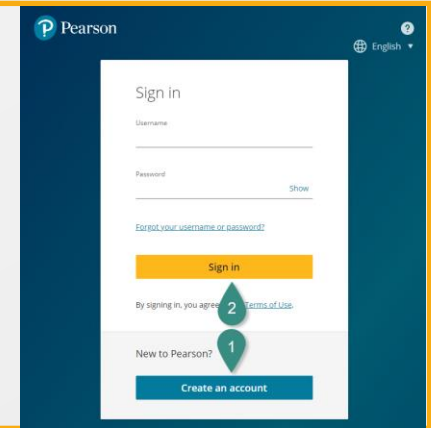 Pearson
?
English
Sign in
Username
Password
Show
Forgot your username or password?
Sign in
By signing in, you agree Terms of Use.
2
New to Pearson?
1
Create an account